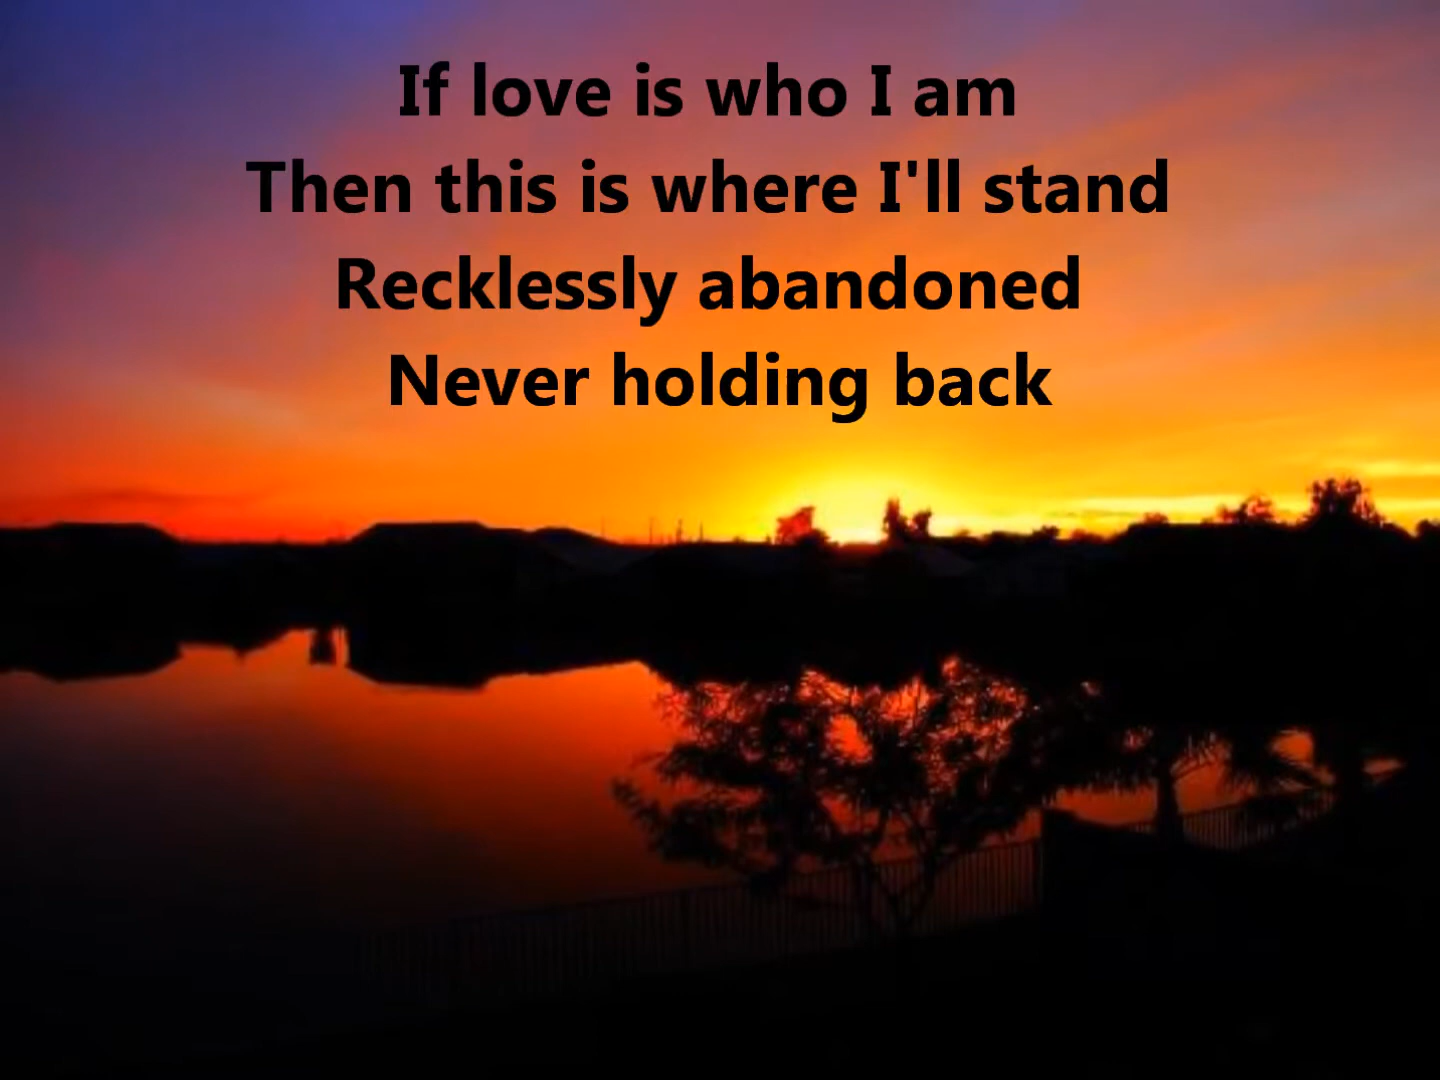 If love is who I am
Then this is where I'll stand
Recklessly abandoned
Never holding back